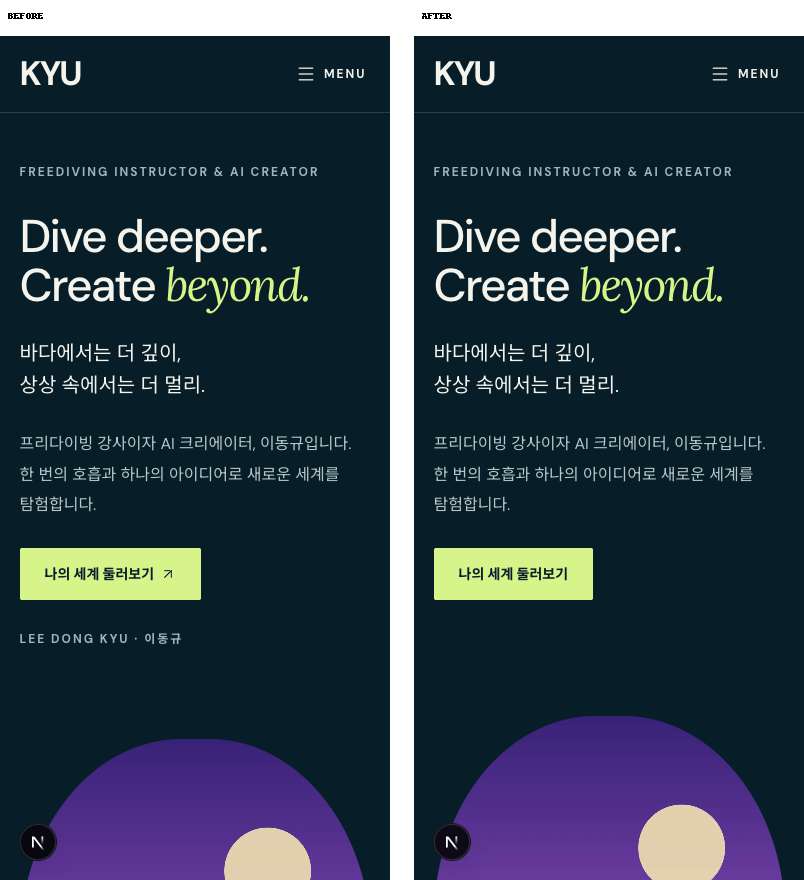 BEFORE
KYU
MENU
FREEDIVING INSTRUCTOR & AI CREATOR
Dive deeper.
Create beyond.
바다에서는 더 깊이,
상상 속에서는 더 멀리.
프리다이빙 강사이자 AI 크리에이터, 이동규입니다.
한 번의 호흡과 하나의 아이디어로 새로운 세계를
탐험합니다.
나의 세계 둘러보기
LEE DONG KYU · 이동규
N
AFTER
KYU
MENU
FREEDIVING INSTRUCTOR & AI CREATOR
Dive deeper.
Create beyond.
바다에서는 더 깊이,
상상 속에서는 더 멀리.
프리다이빙 강사이자 AI 크리에이터, 이동규입니다.
한 번의 호흡과 하나의 아이디어로 새로운 세계를
탐험합니다.
나의 세계 둘러보기
N